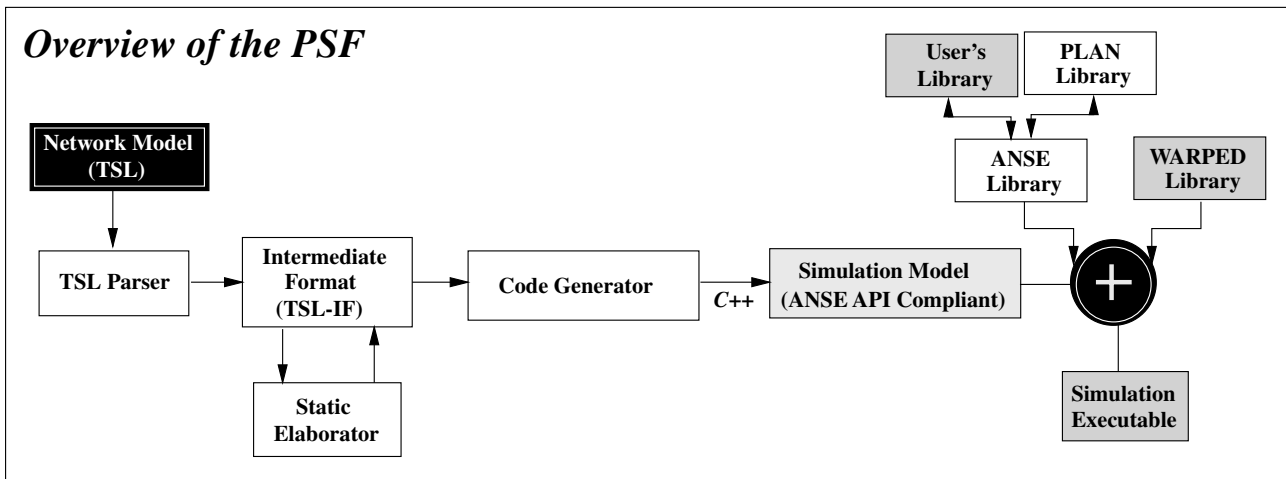 Overview of the PSF
User's
Library
PLAN
Library
Network Model
(TSL)
ANSE
Library
WARPED
Library
TSL Parser
Intermediate
Format
(TSL-IF)
Code Generator
C++
Simulation Model
(ANSE API Compliant)
+
Static
Elaborator
Simulation
Executable